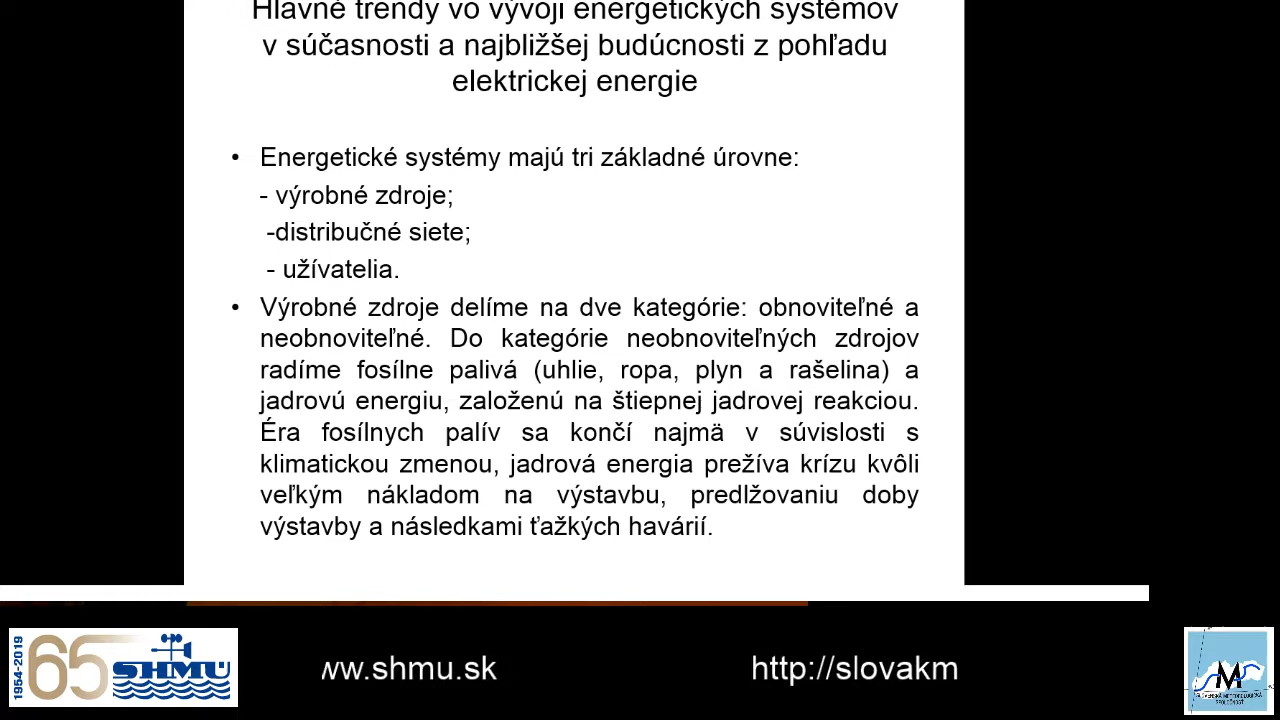 Hlavné trendy vo vývoji energetických systémov
v súčasnosti a najbližšej budúcnosti z pohľadu
elektrickej energie
• Energetické systémy majú tri základné úrovne:
- výrobné zdroje;
-distribučné siete;
- užívatelia.
• Výrobné zdroje delíme na dve kategórie: obnoviteľné a
neobnoviteľné. Do kategórie neobnoviteľných zdrojov
radíme fosílne palivá (uhlie, ropa, plyn a rašelina) a
jadrovú energiu, založenú na štiepnej jadrovej reakciou.
Éra fosílnych palív sa končí najmä v súvislosti s
klimatickou zmenou, jadrová energia prežíva krízu kvôli
veľkým nákladom na výstavbu, predlžovaniu doby
výstavby a následkami ťažkých havárií.
1954-2019
65
SHMÚ
ww.shmu.sk
http://slovakm
M
SLOVENSKÁ METEOROLOGICKÁ
SPOLOČNOSŤ